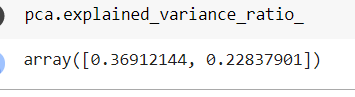 pca.explained_variance_ratio_
array([0.36912144, 0.22837901])